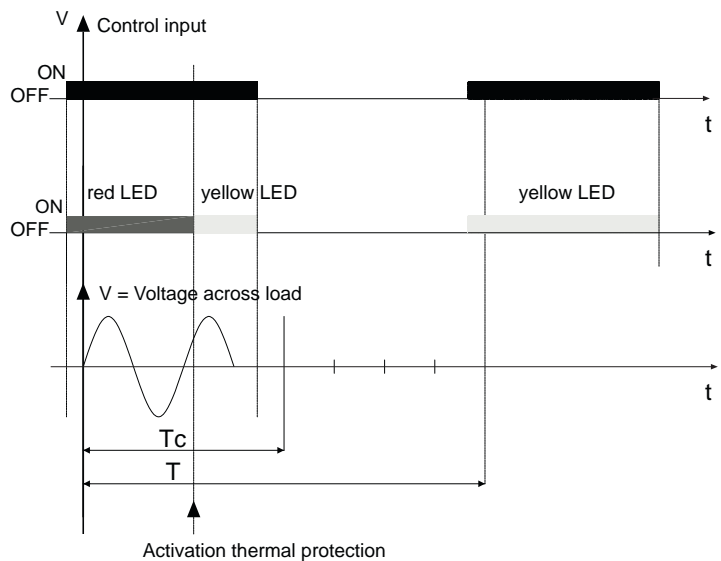 V Control input
ON
OFF
t
red LED yellow LED yellow LED
ON
OFF
t
V = Voltage across load
t
Tc
T
Activation thermal protection